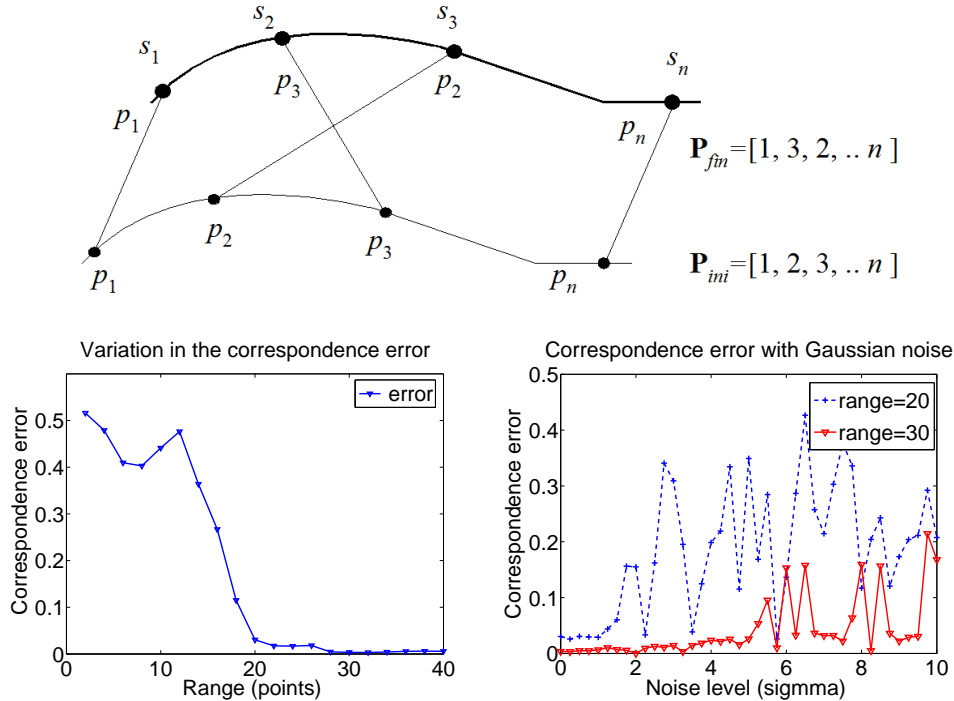 s1 s2 s3 sn
p1 p3 p2 pn
Pfin=[1, 3, 2, .. n ]
p1 p2 p3 pn
Pini=[1, 2, 3, .. n ]
Variation in the correspondence error
error
Correspondence error
0.5
0.4
0.3
0.2
0.1
0
0 10 20 30 40
Range (points)
Correspondence error with Gaussian noise
range=20
range=30
Correspondence error
0.5
0.4
0.3
0.2
0.1
0
0 2 4 6 8 10
Noise level (sigmma)